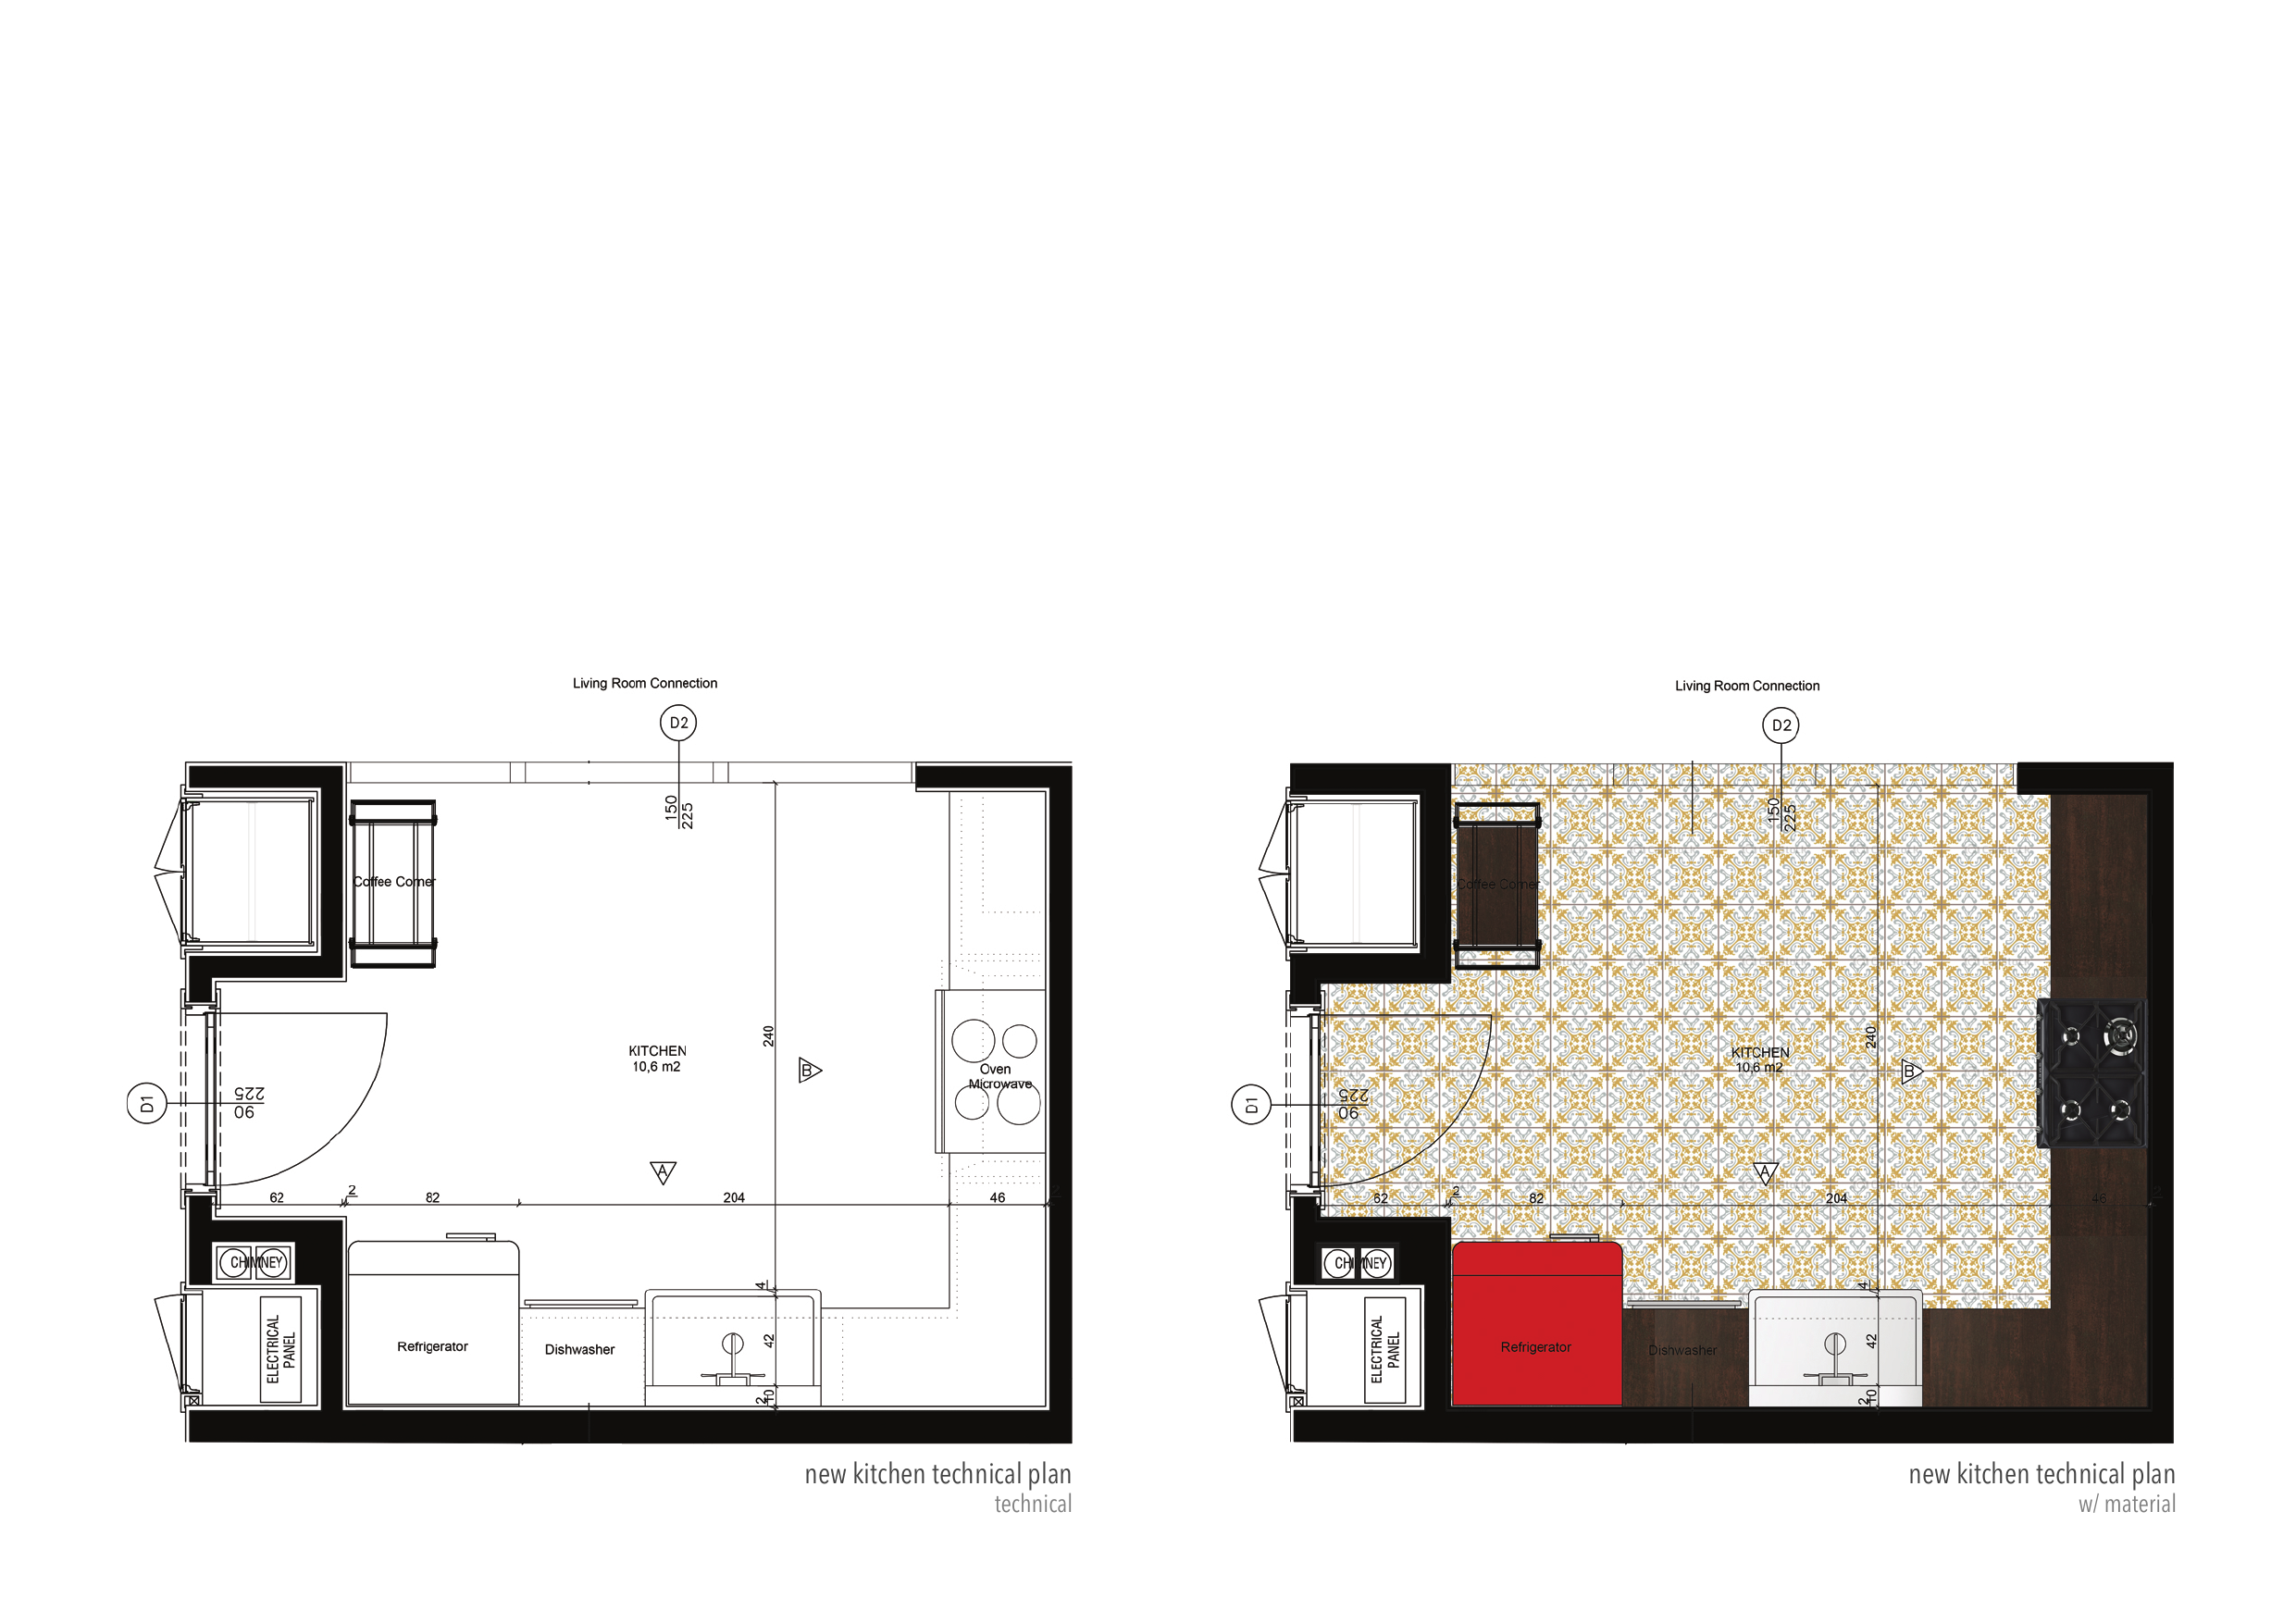 Living Room Connection
D2
150
225
Coffee Corner
KITCHEN
10,6 m2
240
B
Oven
Microwave
D1
90
225
A
62
2
82
204
46
2
CHIMNEY
ELECTRICAL
PANEL
Refrigerator
Dishwasher
4
42
10
2
new kitchen technical plan
technical
Living Room Connection
D2
150
225
Coffee Corner
KITCHEN
10,6 m2
240
B
D1
90
225
A
62
2
82
204
46
2
CHIMNEY
ELECTRICAL
PANEL
Refrigerator
Dishwasher
4
42
10
2
new kitchen technical plan
w/ material